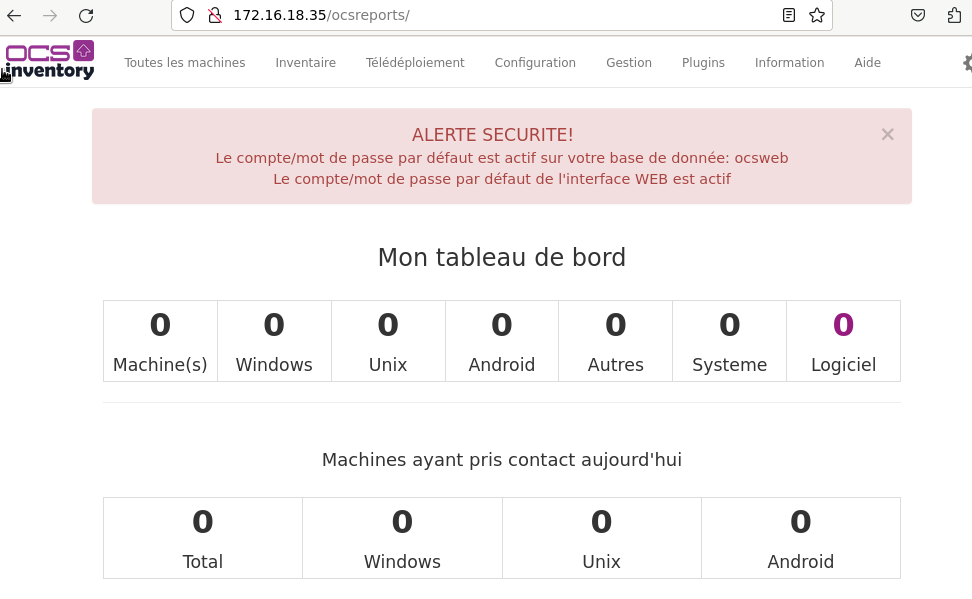 172.16.18.35/ocsreports/
OCS
inventory
Toutes les machines Inventaire Télédéploiement Configuration Gestion Plugins Information Aide
ALERTE SECURITE! ×
Le compte/mot de passe par défaut est actif sur votre base de donnée: ocsweb
Le compte/mot de passe par défaut de l'interface WEB est actif
Mon tableau de bord
0 0 0 0 0 0 0
Machine(s) Windows Unix Android Autres Systeme Logiciel
Machines ayant pris contact aujourd'hui
0 0 0 0
Total Windows Unix Android